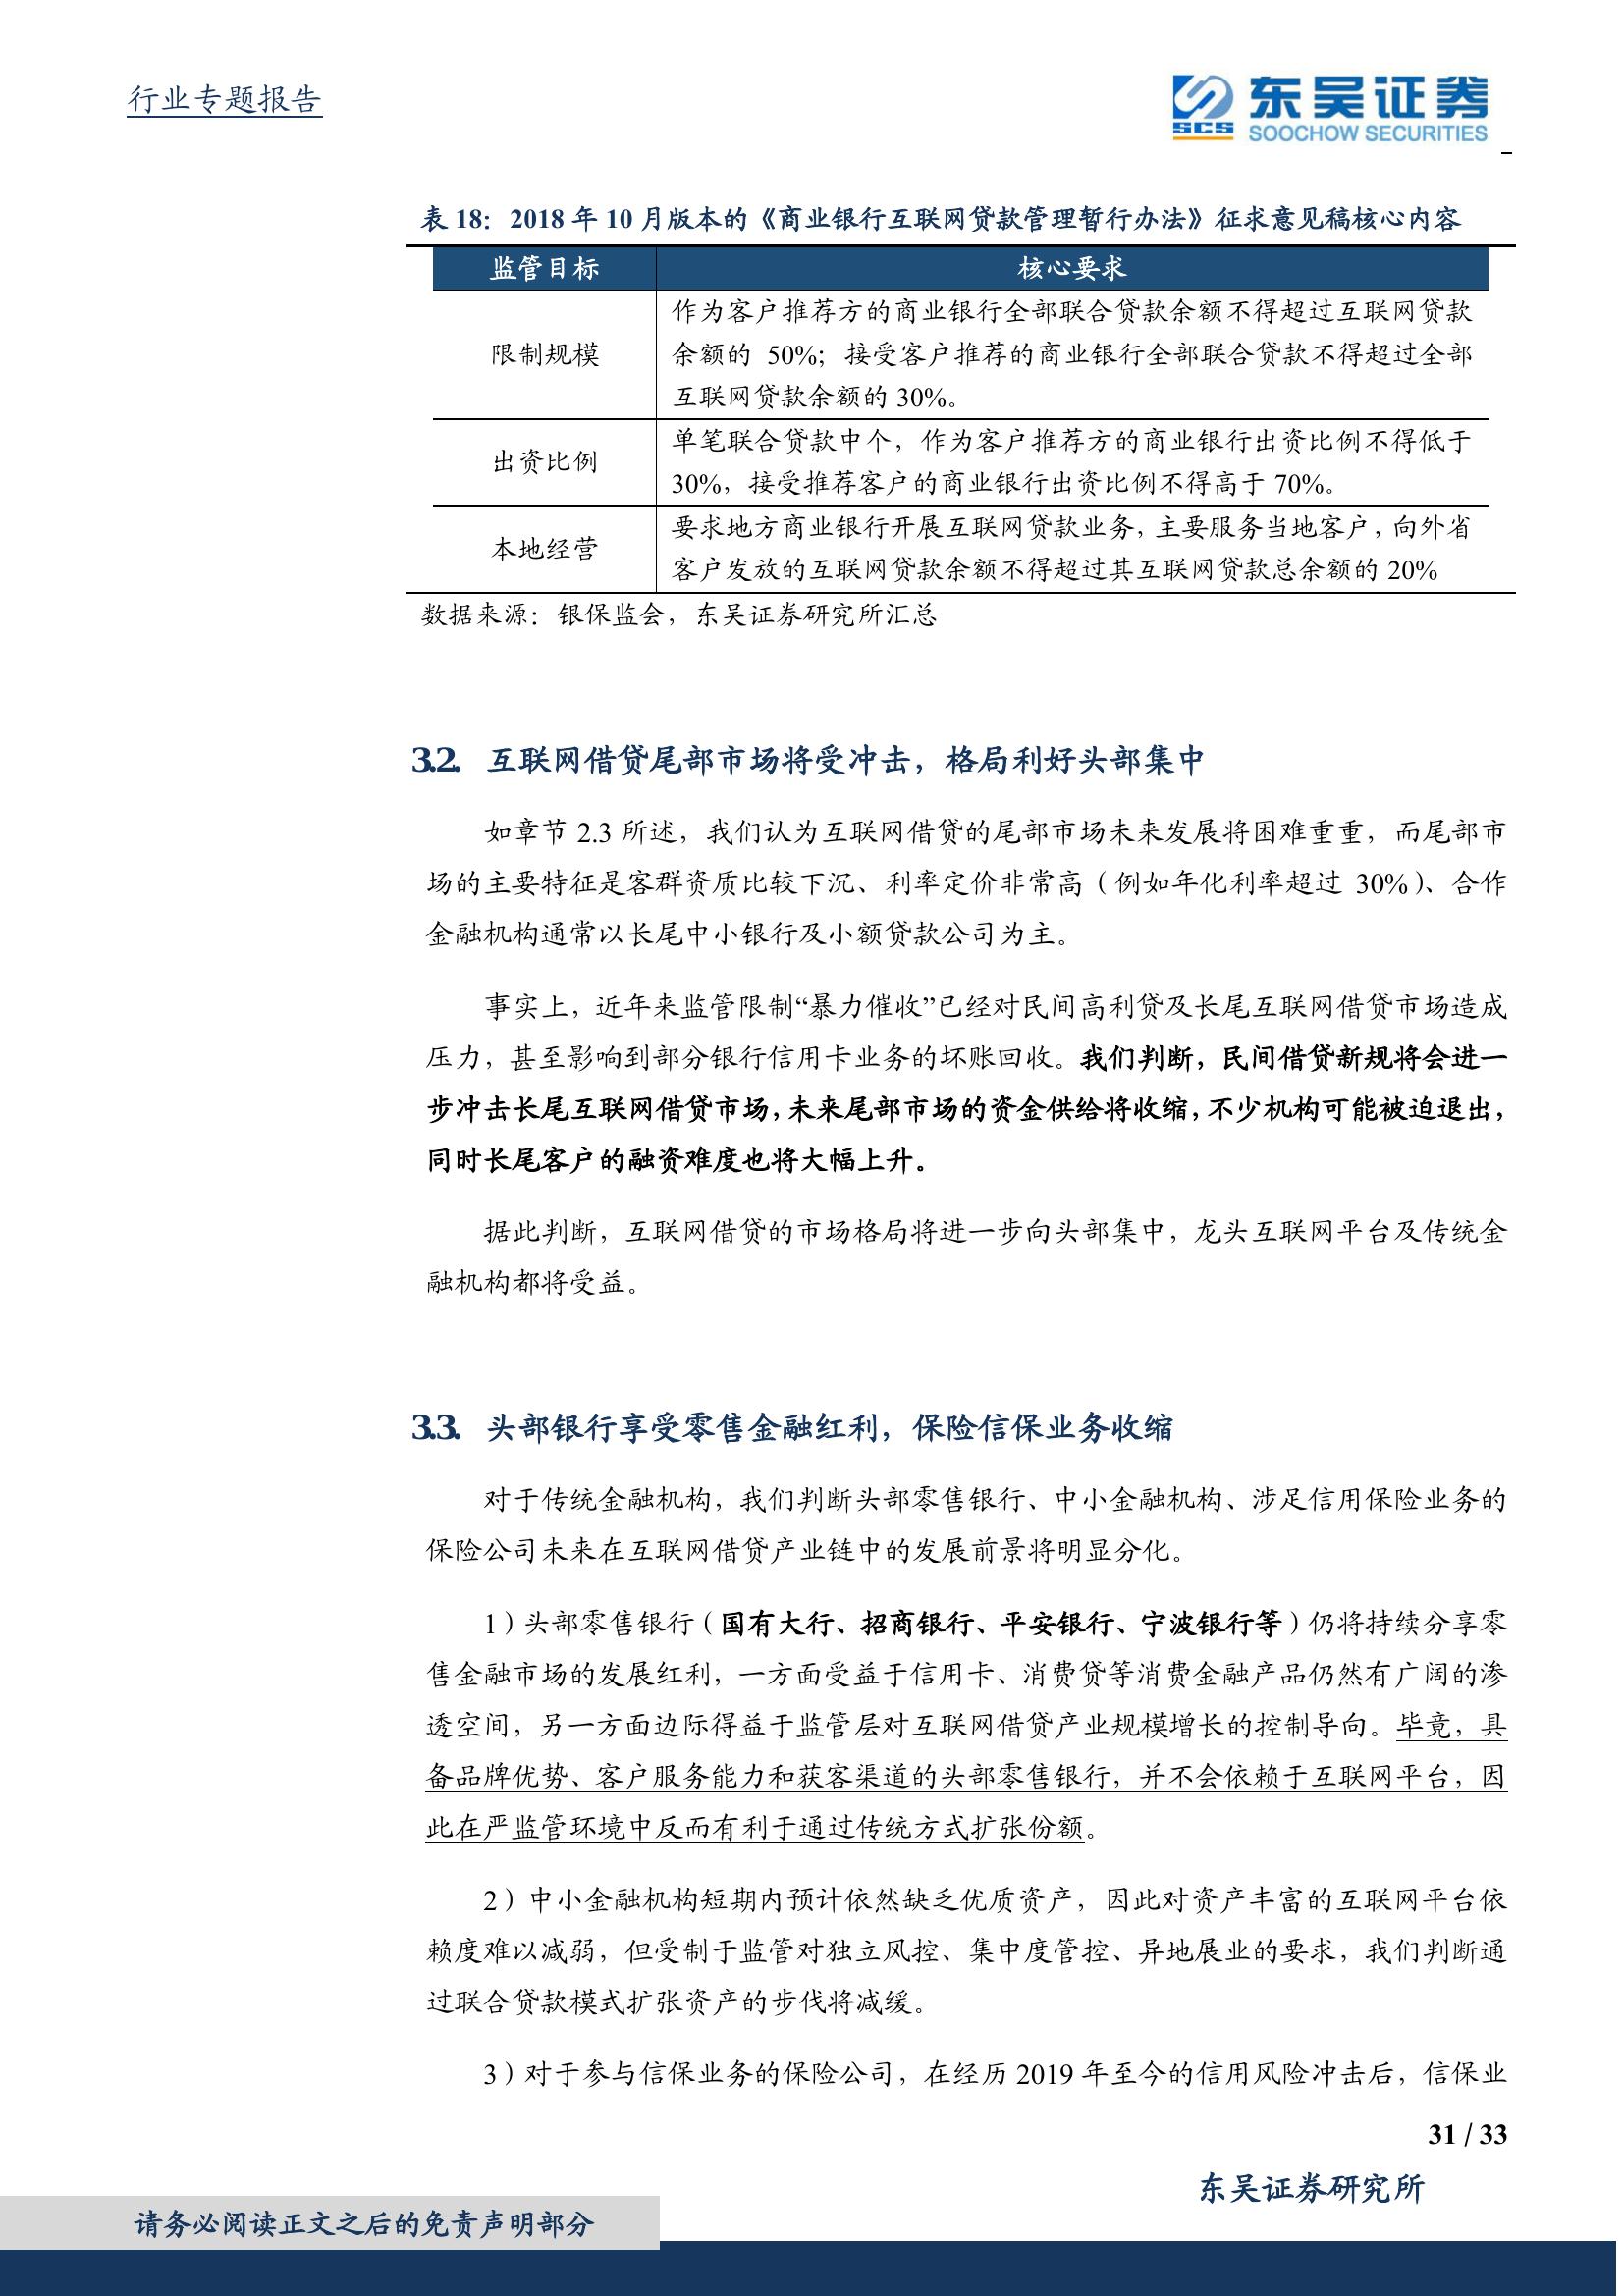 行业专题报告
SCS
东吴证券
SOOCHOW SECURITIES
表 18：2018 年 10 月版本的《商业银行互联网贷款管理暂行办法》征求意见稿核心内容
监管目标 核心要求
限制规模
作为客户推荐方的商业银行全部联合贷款余额不得超过互联网贷款
余额的 50%；接受客户推荐的商业银行全部联合贷款不得超过全部
互联网贷款余额的 30%。
出资比例
单笔联合贷款中个，作为客户推荐方的商业银行出资比例不得低于
30%，接受推荐客户的商业银行出资比例不得高于 70%。
本地经营
要求地方商业银行开展互联网贷款业务，主要服务当地客户，向外省
客户发放的互联网贷款余额不得超过其互联网贷款总余额的 20%
数据来源：银保监会，东吴证券研究所汇总
3.2. 互联网借贷尾部市场将受冲击，格局利好头部集中
如章节 2.3 所述，我们认为互联网借贷的尾部市场未来发展将困难重重，而尾部市
场的主要特征是客群资质比较下沉、利率定价非常高（例如年化利率超过 30%）、合作
金融机构通常以长尾中小银行及小额贷款公司为主。
事实上，近年来监管限制“暴力催收”已经对民间高利贷及长尾互联网借贷市场造成
压力，甚至影响到部分银行信用卡业务的坏账回收。我们判断，民间借贷新规将会进一
步冲击长尾互联网借贷市场，未来尾部市场的资金供给将收缩，不少机构可能被迫退出，
同时长尾客户的融资难度也将大幅上升。
据此判断，互联网借贷的市场格局将进一步向头部集中，龙头互联网平台及传统金
融机构都将受益。
3.3. 头部银行享受零售金融红利，保险信保业务收缩
对于传统金融机构，我们判断头部零售银行、中小金融机构、涉足信用保险业务的
保险公司未来在互联网借贷产业链中的发展前景将明显分化。
1）头部零售银行（国有大行、招商银行、平安银行、宁波银行等）仍将持续分享零
售金融市场的发展红利，一方面受益于信用卡、消费贷等消费金融产品仍然有广阔的渗
透空间，另一方面边际得益于监管层对互联网借贷产业规模增长的控制导向。毕竟，具
备品牌优势、客户服务能力和获客渠道的头部零售银行，并不会依赖于互联网平台，因
此在严监管环境中反而有利于通过传统方式扩张份额。
2）中小金融机构短期内预计依然缺乏优质资产，因此对资产丰富的互联网平台依
赖度难以减弱，但受制于监管对独立风控、集中度管控、异地展业的要求，我们判断通
过联合贷款模式扩张资产的步伐将减缓。
3）对于参与信保业务的保险公司，在经历 2019 年至今的信用风险冲击后，信保业
31 / 33
东吴证券研究所
请务必阅读正文之后的免责声明部分